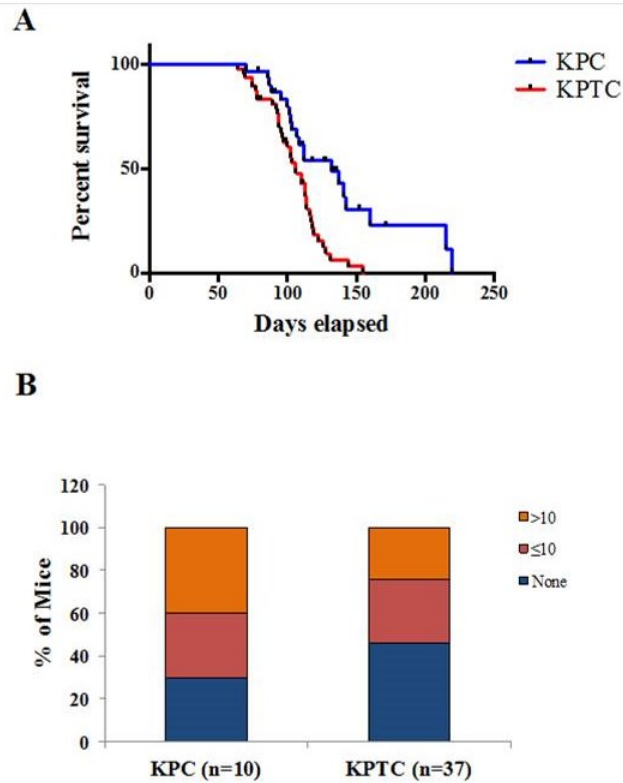 A
100
50
0
Percent survival
0 50 100 150 200 250
Days elapsed
KPC
KPTC
B
120
100
80
60
40
20
0
% of Mice
KPC (n=10) KPTC (n=37)
>10
≤10
None